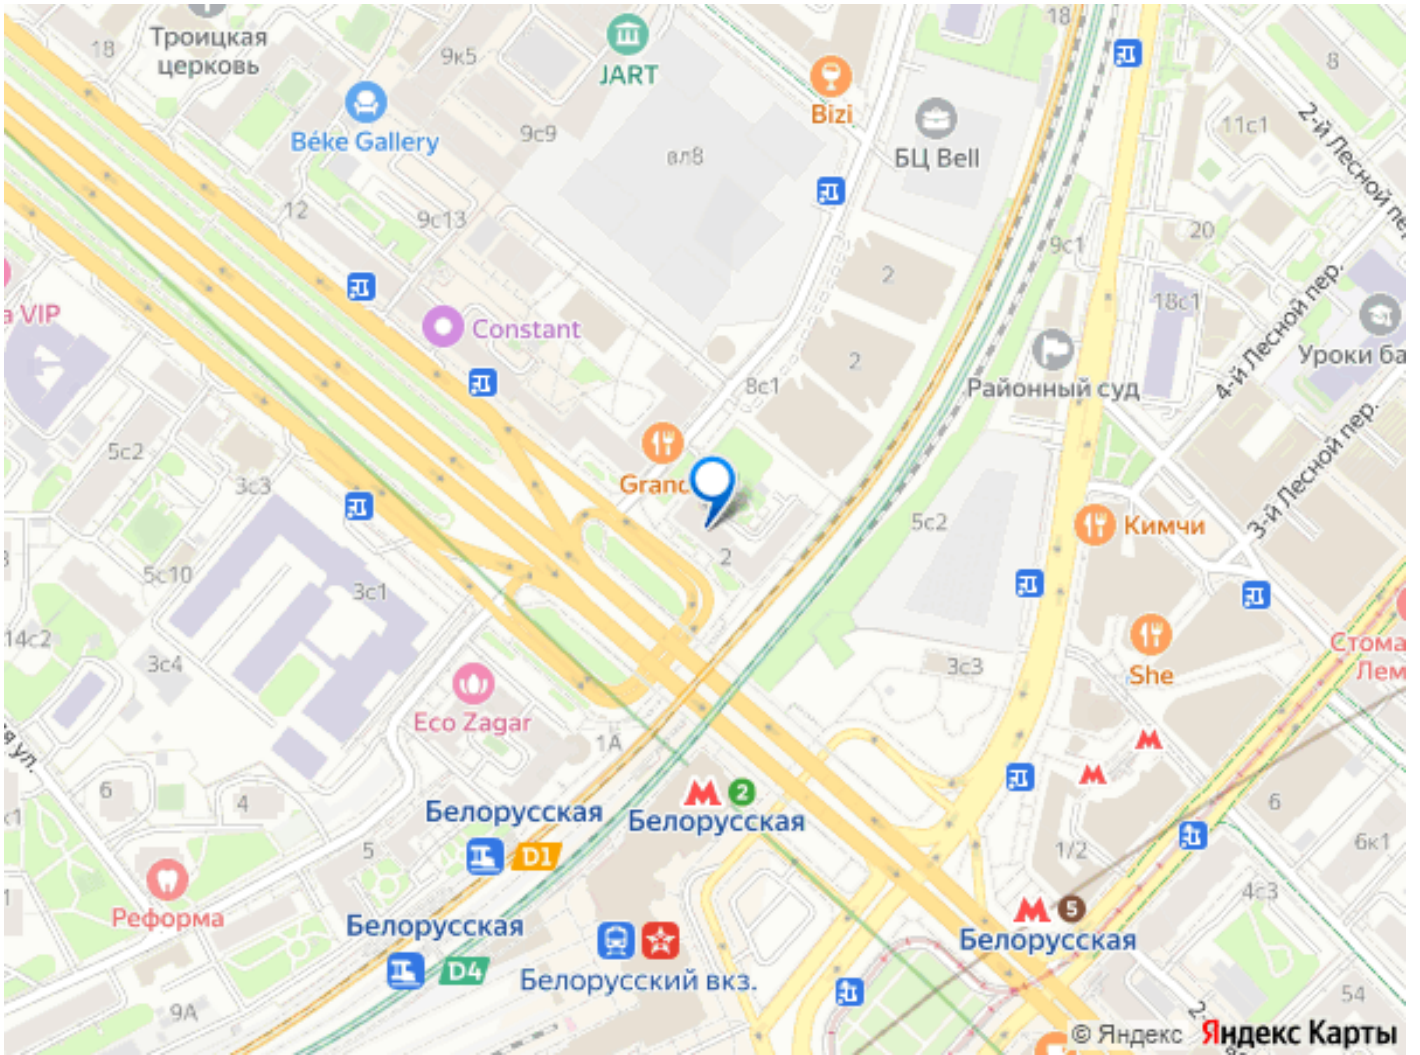 18
Троицкая
церковь
9к5
JART
Bizi
18
8
Béke Gallery
9с9
вл8
БЦ Bell
11с1
2-й Лесной пер.
12
9с13
20
9с1
2
а VIP
Constant
18с1
4-й Лесной пер.
2
Районный суд
Уроки ба
8с1
5с2
3с3
Grand
3-й Лесной пер.
5с2
Кимчи
2
5с10
3с1
14с2
3с4
3с3
She
Стома
Лем
Eco Zagar
1А
я ул.
6
4
Белорусская
2
Белорусская
D1
6
6к1
5
1/2
Реформа
4с3
Белорусская
D4
5
Белорусская
Белорусский вкз.
9А
54
2-
© Яндекс
Яндекс Карты